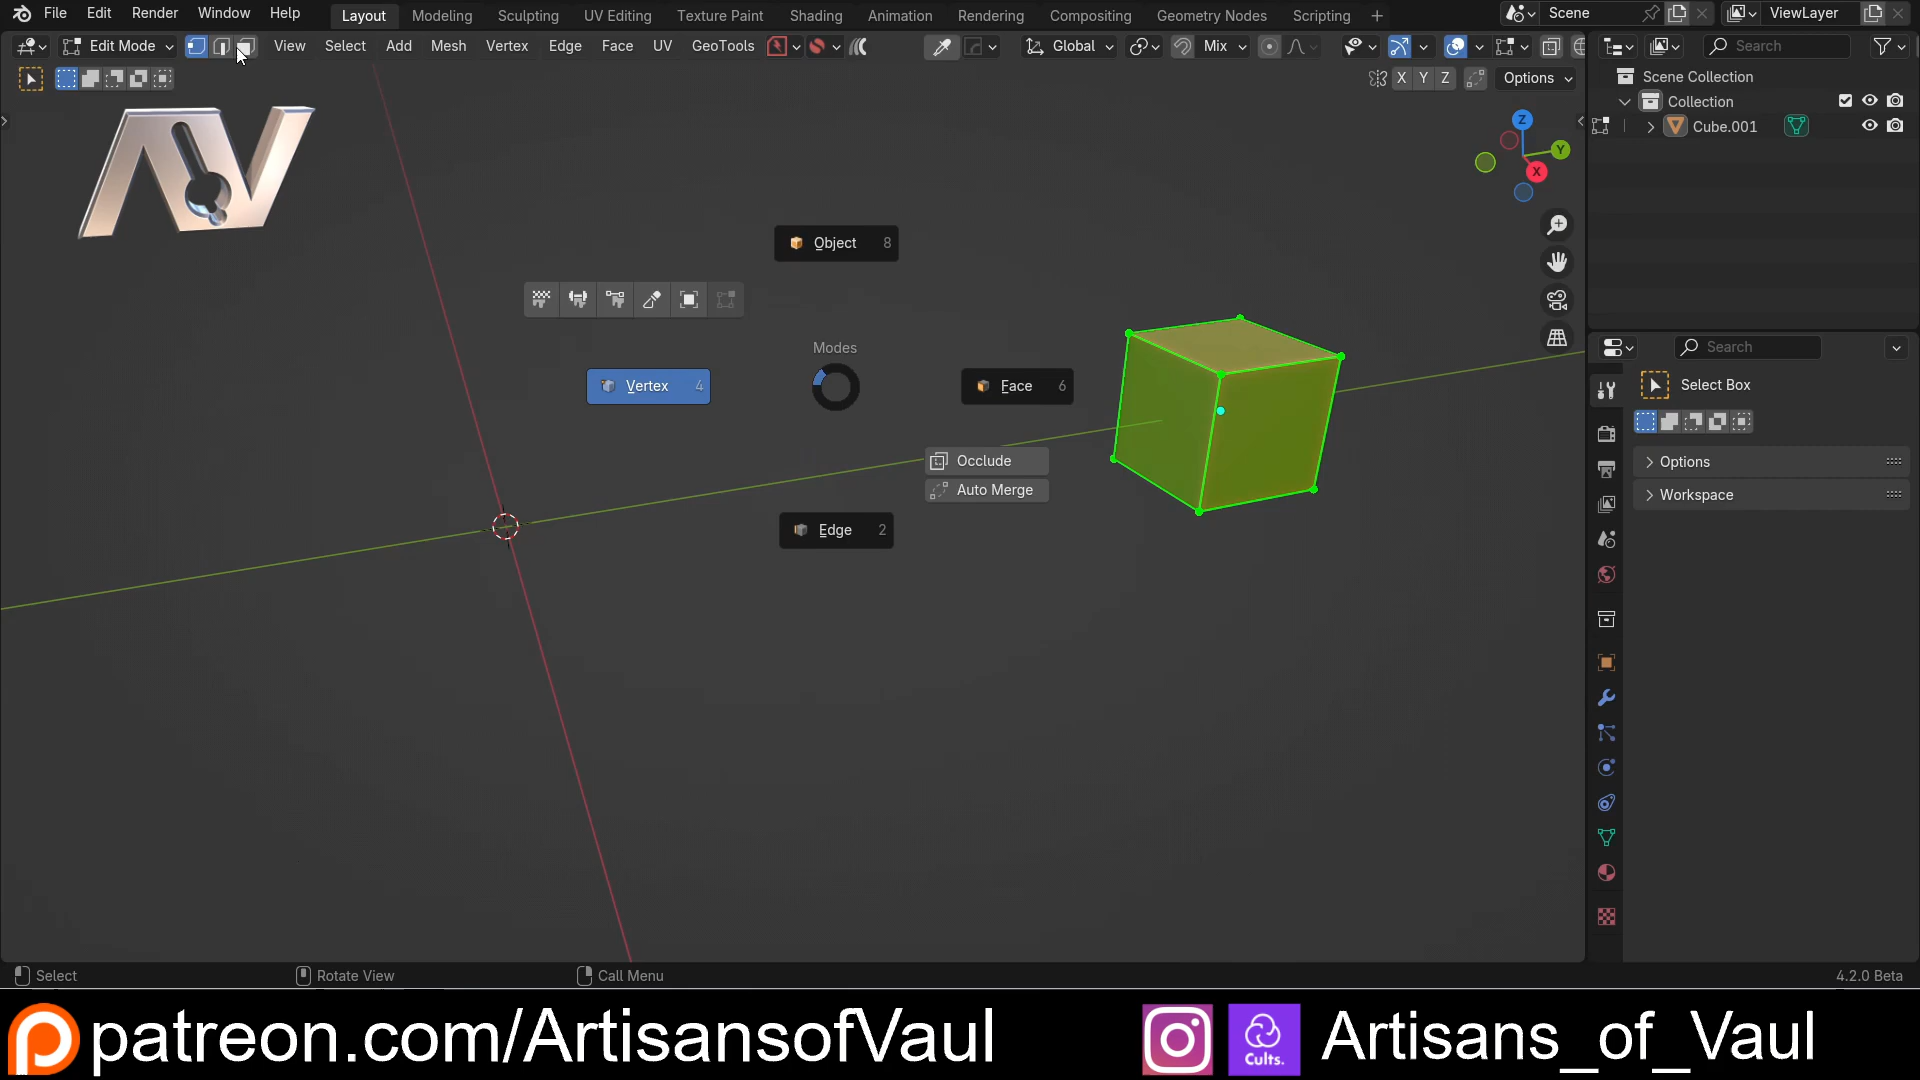 File Edit Render Window Help Layout Modeling Sculpting UV Editing Texture Paint Shading Animation Rendering Compositing Geometry Nodes Scripting + Scene ViewLayer
Edit Mode View Select Add Mesh Vertex Edge Face UV GeoTools Global Mix Search
X Y Z Options
Scene Collection
Collection
Cube.001
Z
Y
X
AV
Object 8
Modes
Vertex 4
Face 6
Occlude
Auto Merge
Edge 2
Search
Select Box
Options
Workspace
Select Rotate View Call Menu 4.2.0 Beta
patreon.com/ArtisansofVaul
Cults.
Artisans_of_Vaul